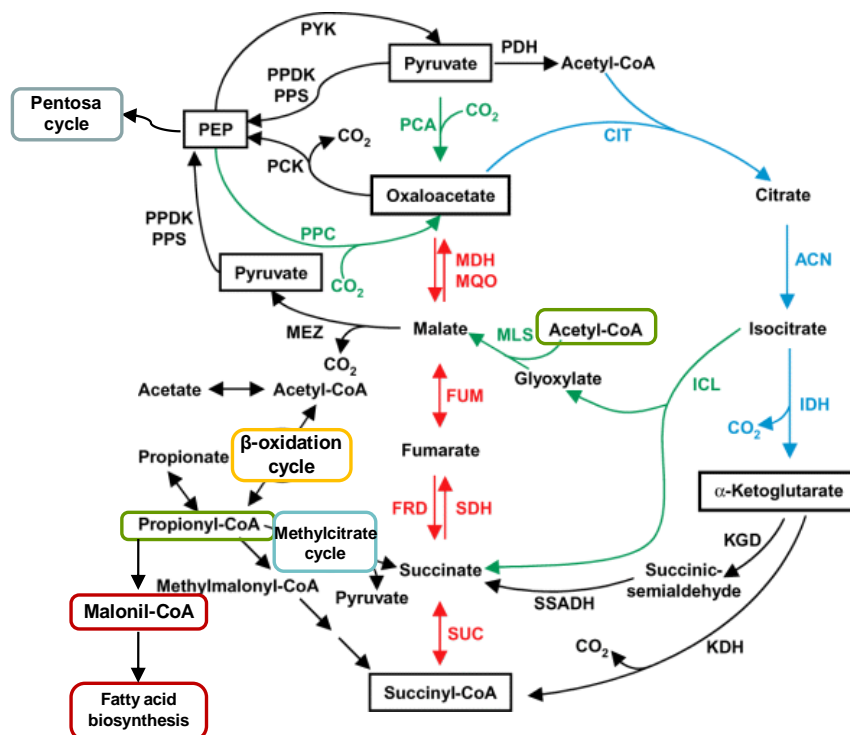 PYK
Pyruvate
PDH
Acetyl-CoA
PPDK
PPS
Pentosa
cycle
PEP
CO2
PCA
CO2
CIT
PCK
Oxaloacetate
Citrate
PPDK
PPS
PPC
MDH
MQO
ACN
Pyruvate
CO2
MEZ
Malate
MLS
Acetyl-CoA
Isocitrate
CO2
Glyoxylate
ICL
IDH
Acetate
Acetyl-CoA
FUM
CO2
β-oxidation
cycle
Propionate
Fumarate
α-Ketoglutarate
FRD
SDH
Propionyl-CoA
Methylcitrate
cycle
KGD
Methylmalonyl-CoA
Succinate
Succinic-
semialdehyde
Pyruvate
SSADH
Malonil-CoA
SUC
CO2
KDH
Succinyl-CoA
Fatty acid
biosynthesis